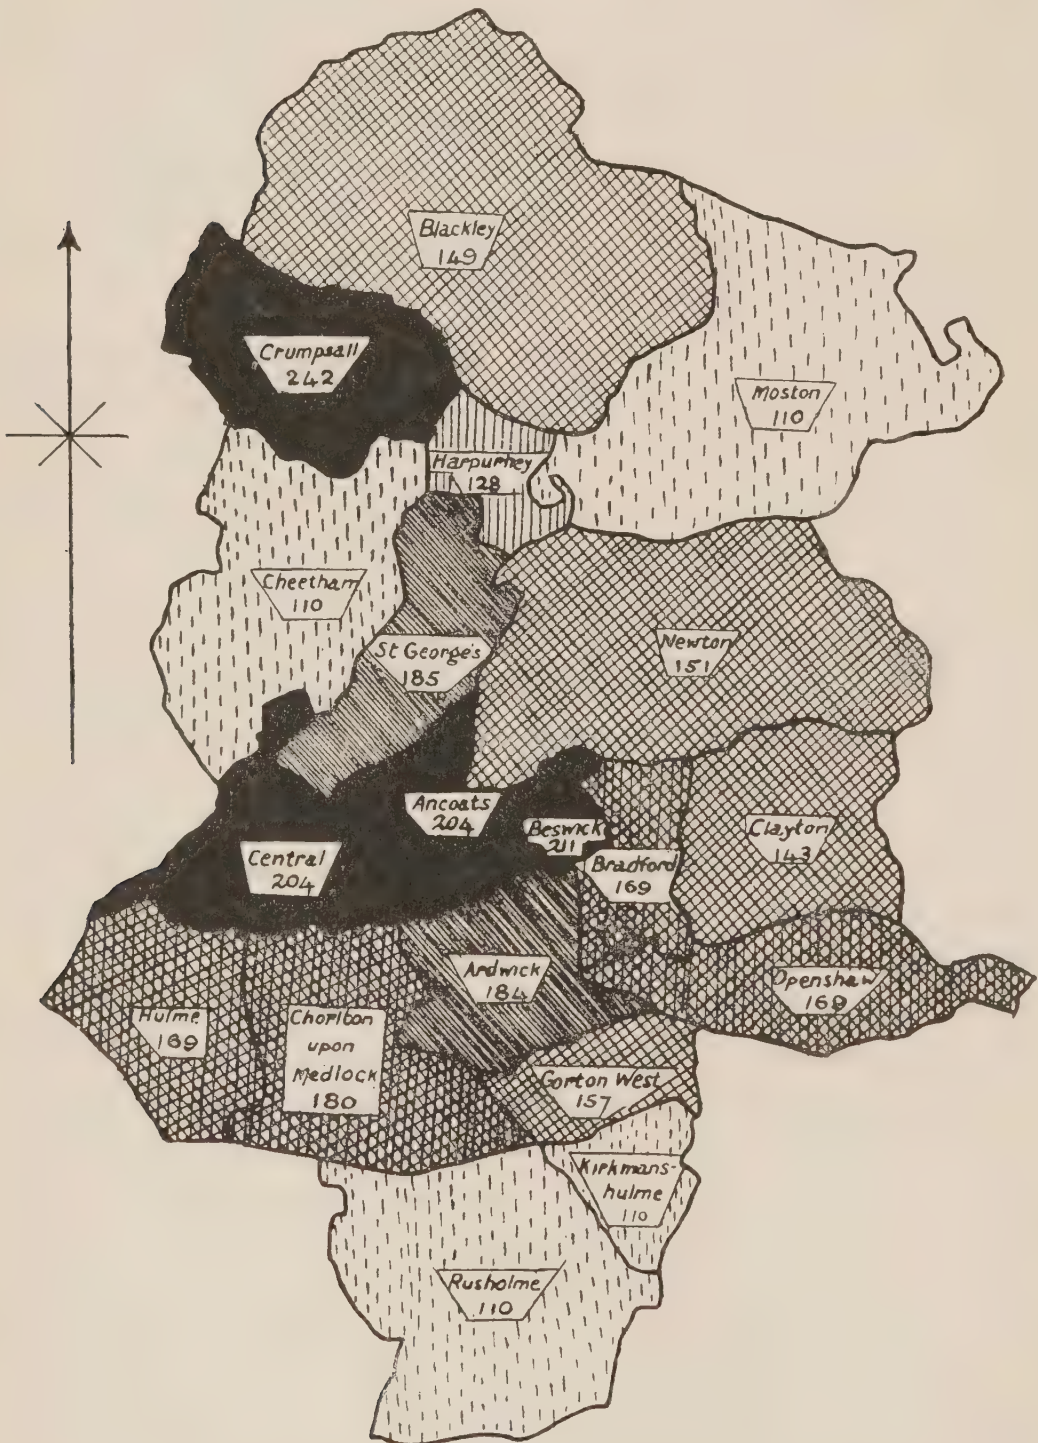 Blackley
149
Crumpsall
242
Moston
110
Harpurhey
128
Cheetham
110
St George's
185
Newton
151
Ancoats
204
Beswick
211
Clayton
143
Central
204
Bradford
169
Ardwick
184
Openshaw
169
Hulme
169
Chorlton
upon
Medlock
180
Gorton West
157
Kirkmans-
hulme
110
Rusholme
110